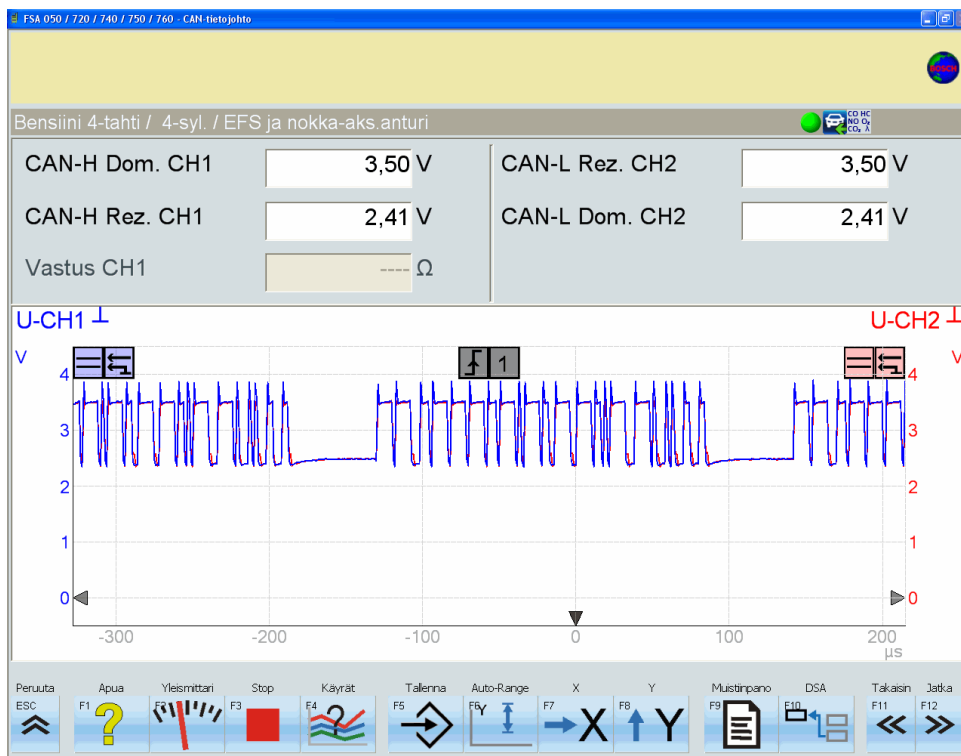 FSA 050 / 720 / 740 / 750 / 760 - CAN-tietojohto
BOSCH
Bensiini 4-tahti / 4-syl. / EFS ja nokka-aks.anturi
CO HC
NO O₂
CO₂ λ
CAN-H Dom. CH1 3,50 V
CAN-L Rez. CH2 3,50 V
CAN-H Rez. CH1 2,41 V
CAN-L Dom. CH2 2,41 V
Vastus CH1 ---- Ω
U-CH1
U-CH2
V
1
V
4
4
3
3
2
2
1
1
0
0
-300 -200 -100 0 100 200
µs
Peruuta Apua Yleismittari Stop Käyrät Tallenna Auto-Range X Y Muistiinpano DSA Takaisin Jatka
ESC F1 F2 F3 F4 F5 F6 F7 F8 F9 F10 F11 F12
? Y X Y